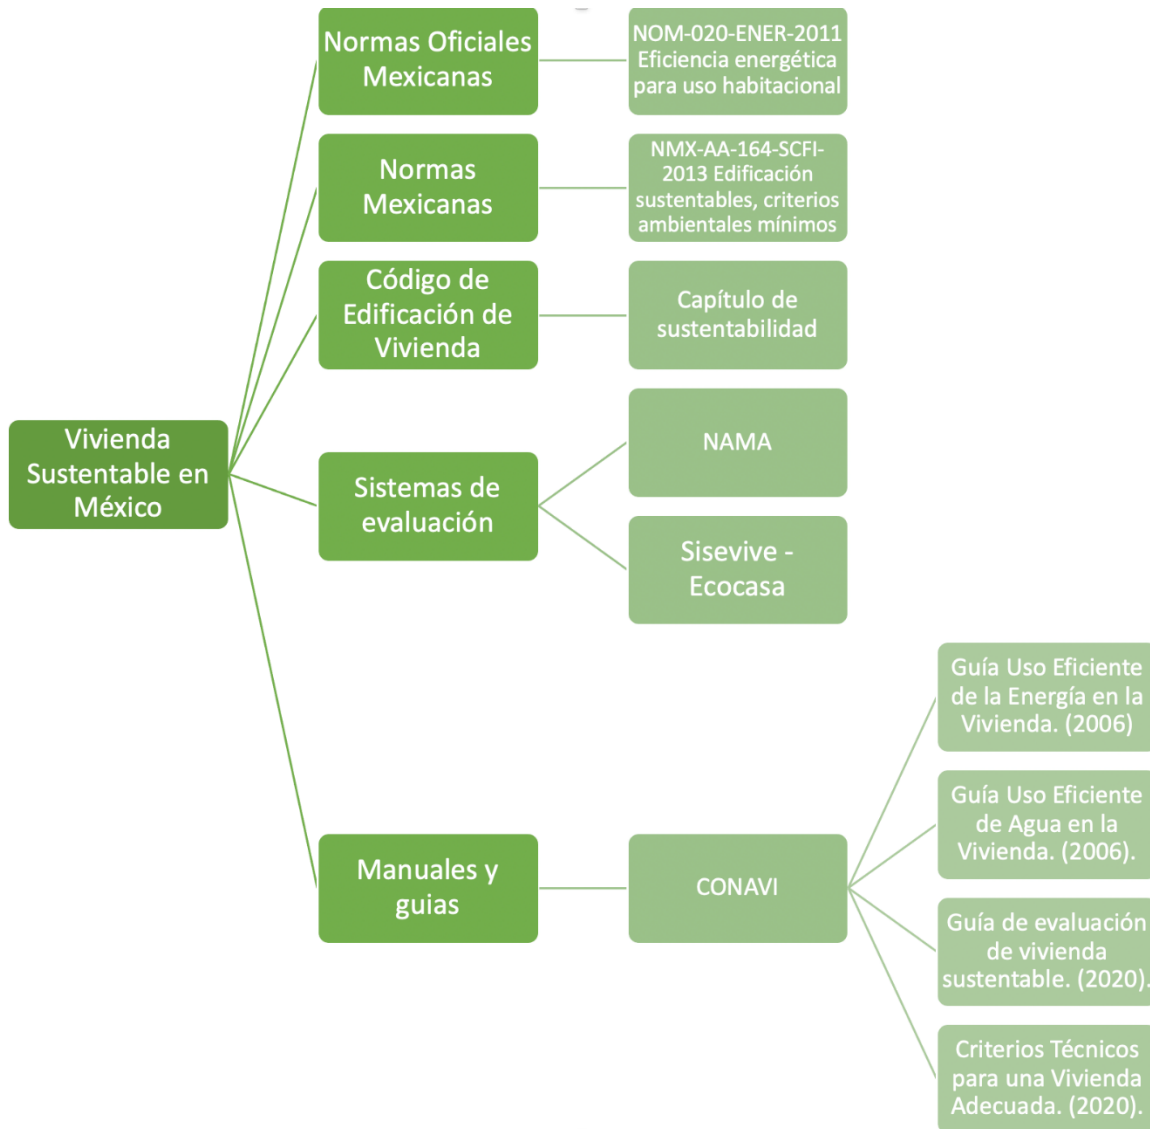 Normas Oficiales
Mexicanas
NOM-020-ENER-2011
Eficiencia energética
para uso habitacional
Normas
Mexicanas
NMX-AA-164-SCFI-
2013 Edificación
sustentables, criterios
ambientales mínimos
Código de
Edificación de
Vivienda
Capítulo de
sustentabilidad
Vivienda
Sustentable en
México
Sistemas de
evaluación
NAMA
Sisevive -
Ecocasa
Manuales y
guias
CONAVI
Guía Uso Eficiente
de la Energía en la
Vivienda. (2006)
Guía Uso Eficiente
de Agua en la
Vivienda. (2006).
Guía de evaluación
de vivienda
sustentable. (2020).
Criterios Técnicos
para una Vivienda
Adecuada. (2020).